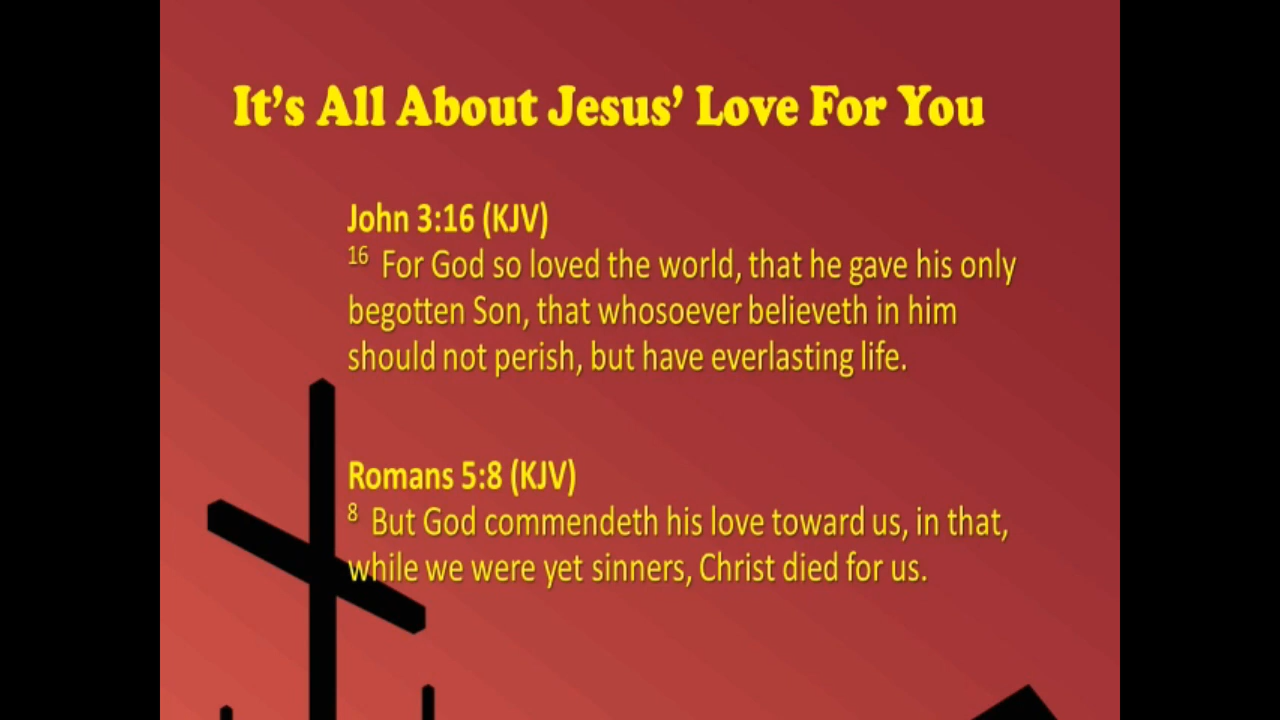 It’s All About Jesus’ Love For You
John 3:16 (KJV)
16 For God so loved the world, that he gave his only
begotten Son, that whosoever believeth in him
should not perish, but have everlasting life.
Romans 5:8 (KJV)
8 But God commendeth his love toward us, in that,
while we were yet sinners, Christ died for us.